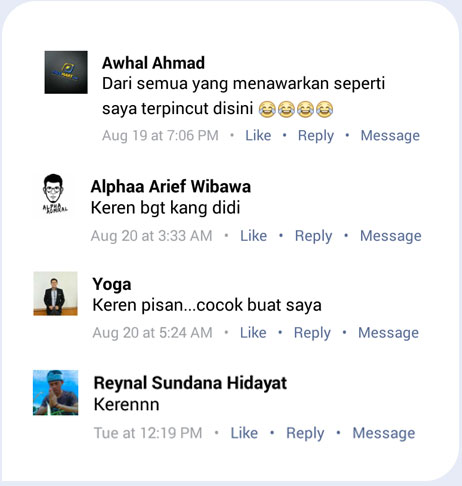 Awhal Ahmad
Dari semua yang menawarkan seperti
saya terpincut disini 😂😂😂😂
Aug 19 at 7:06 PM • Like • Reply • Message
ALPHA
ADMIRAL
Alphaa Arief Wibawa
Keren bgt kang didi
Aug 20 at 3:33 AM • Like • Reply • Message
Yoga
Keren pisan...cocok buat saya
Aug 20 at 5:24 AM • Like • Reply • Message
Reynal Sundana Hidayat
Kerennn
Tue at 12:19 PM • Like • Reply • Message